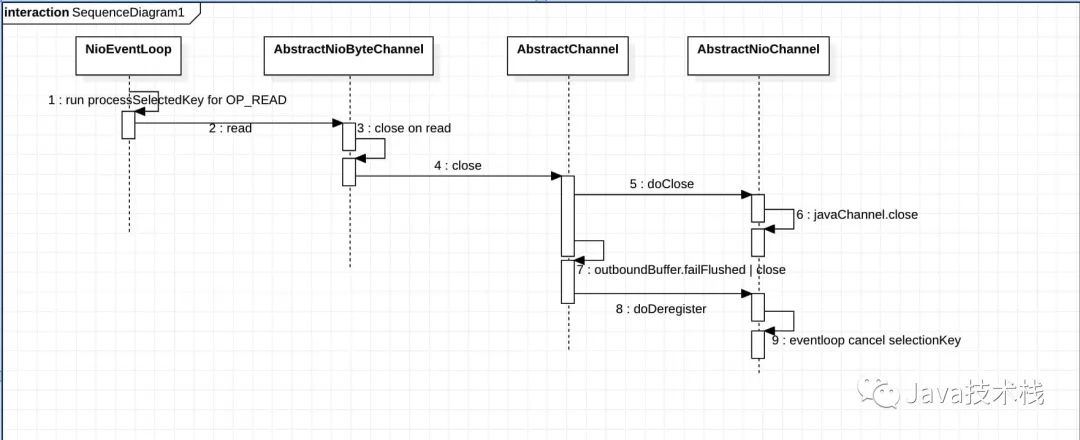 interaction SequenceDiagram1
NioEventLoop
AbstractNioByteChannel
AbstractChannel
AbstractNioChannel
1 : run processSelectedKey for OP_READ
2 : read
3 : close on read
4 : close
5 : doClose
6 : javaChannel.close
7 : outboundBuffer.failFlushed | close
8 : doDeregister
9 : eventloop cancel selectionKey
Java技术栈